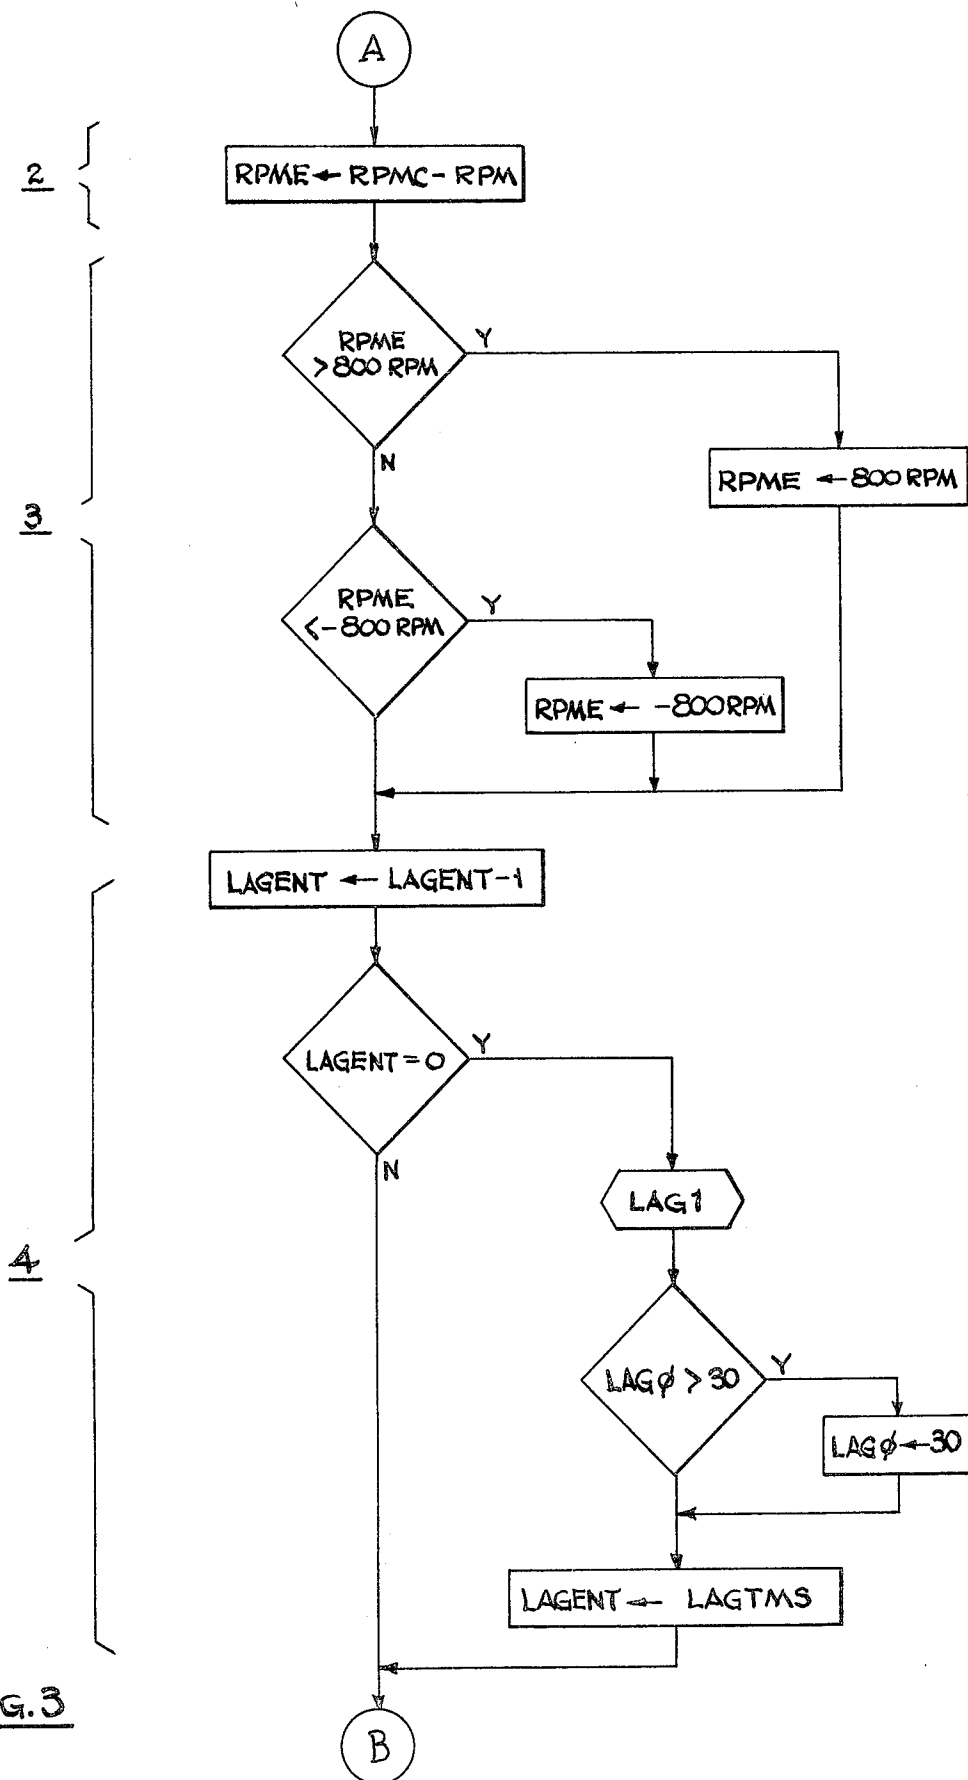 A
2
RPME ← RPMC - RPM
RPME
> 800 RPM
Y
N
RPME ← 800 RPM
3
RPME
< -800 RPM
Y
RPME ← -800 RPM
LAGENT ← LAGENT-1
LAGENT = 0
Y
N
LAG1
4
LAGφ > 30
Y
LAGφ ← 30
LAGENT ← LAGTMS
G.3
B